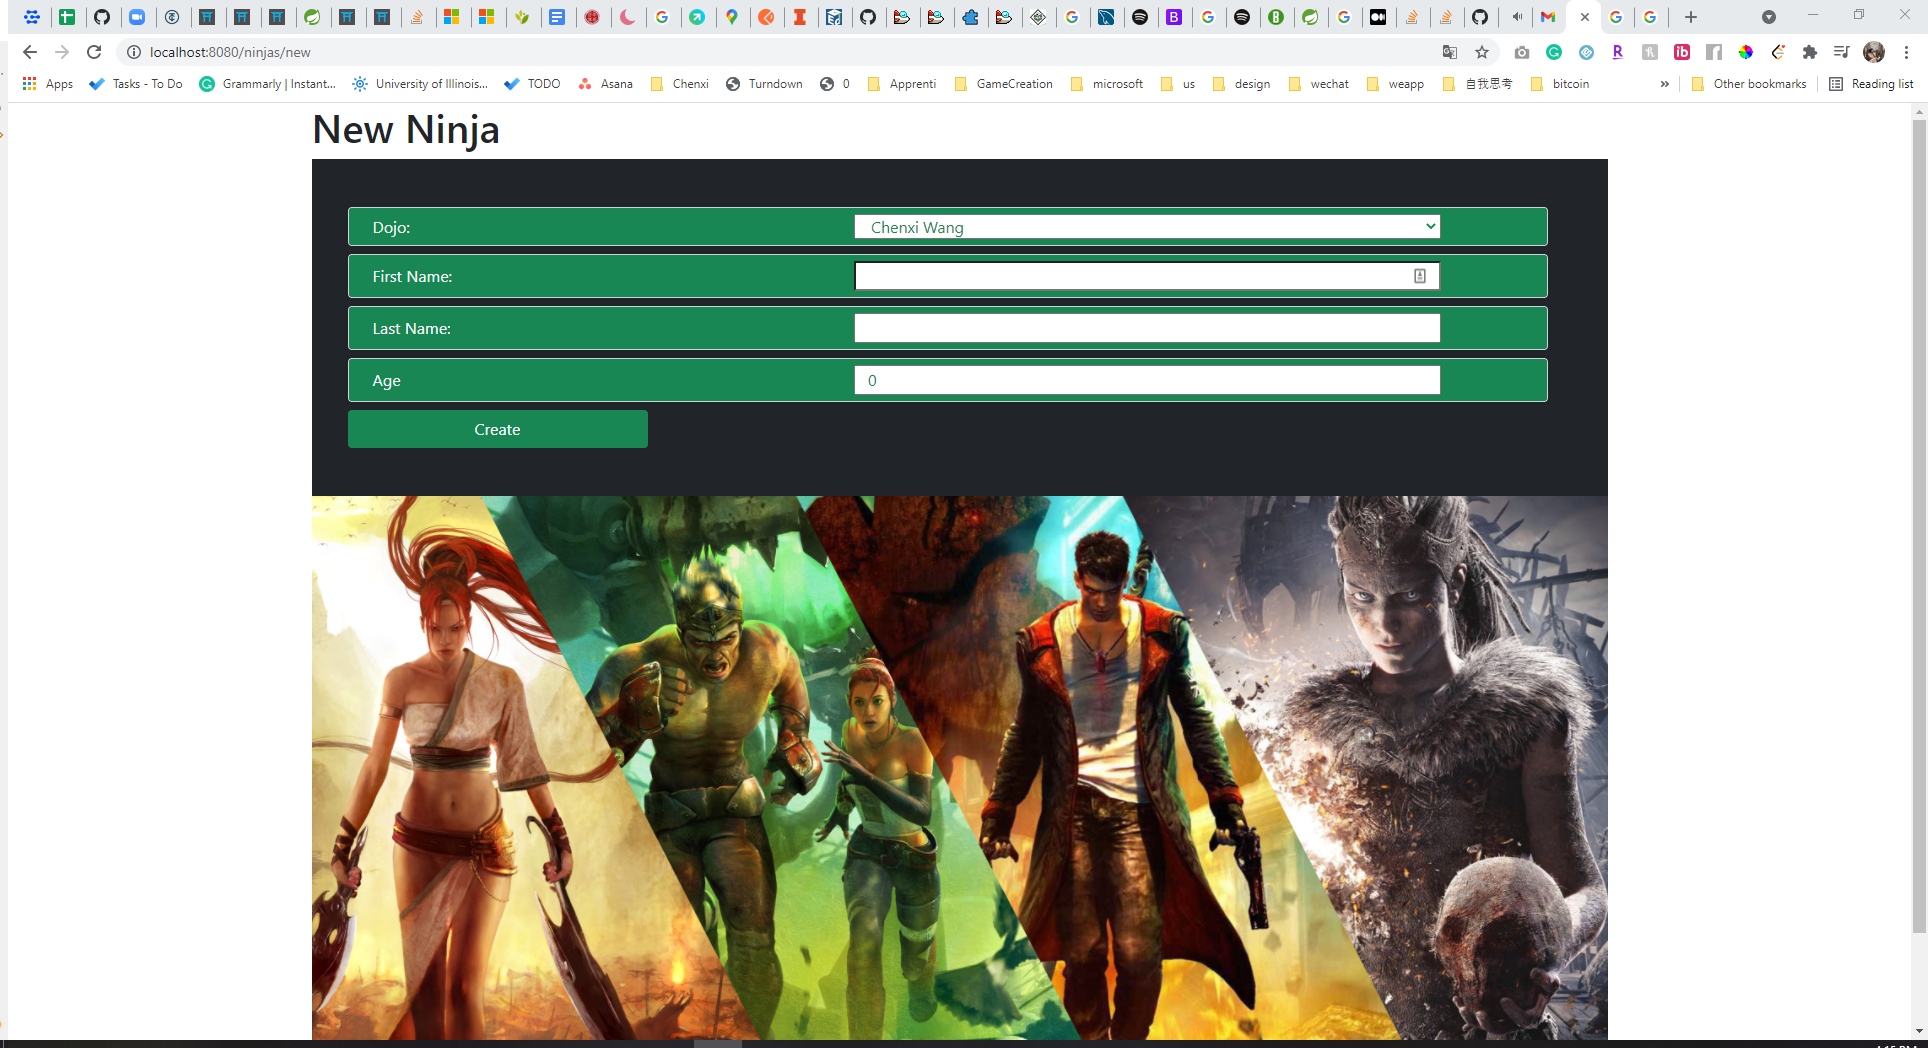 localhost:8080/ninjas/new
Apps Tasks - To Do Grammarly | Instant... University of Illinois... TODO Asana Chenxi Turndown 0 Apprenti GameCreation microsoft us design wechat weapp 自我思考 bitcoin » Other bookmarks Reading list
New Ninja
Dojo: Chenxi Wang
First Name:
Last Name:
Age 0
Create